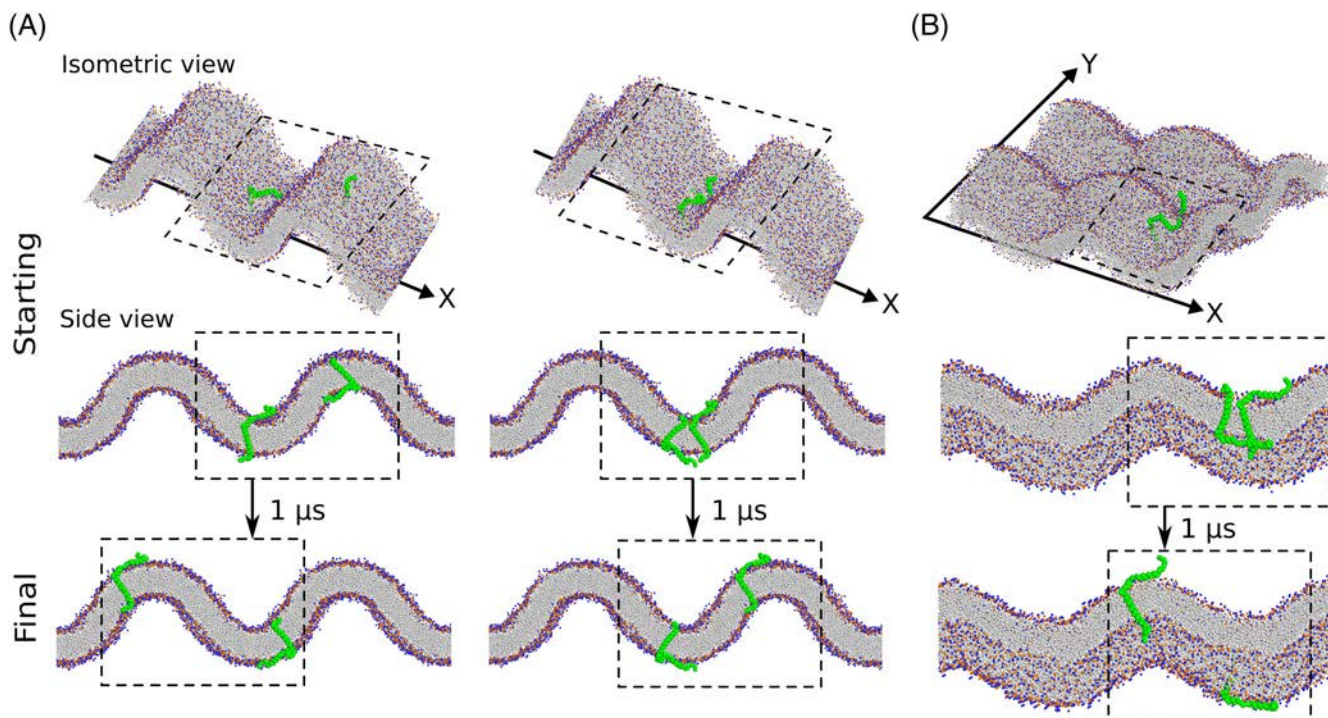 (A)
(B)
Isometric view
Y
X
X
X
Starting
Side view
1 μs
1 μs
1 μs
Final